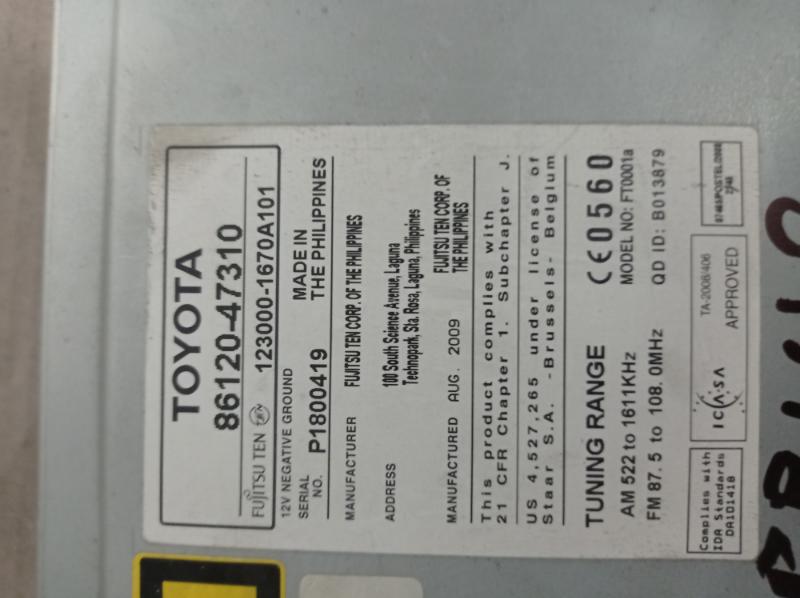 TOYOTA
86120-47310
FUJITSU TEN TEN 123000-1670A101
12V NEGATIVE GROUND
SERIAL NO. P1800419
MADE IN
THE PHILIPPINES
MANUFACTURER FUJITSU TEN CORP. OF THE PHILIPPINES
ADDRESS 100 South Science Avenue, Laguna
Technopark, Sta. Rosa, Laguna, Philippines
MANUFACTURED AUG. 2009 FUJITSU TEN CORP. OF
THE PHILIPPINES
This product complies with
21 CFR Chapter 1. Subchapter J.
US 4,527,265 under license of
Staar S.A. -Brussels- Belgium
TUNING RANGE
AM 522 to 1611KHz
FM 87.5 to 108.0MHz
CE0560
MODEL NO: FT0001a
QD ID: B013879
Complies with
IDA Standards
DA101418
ICASA
TA-2008/406
APPROVED